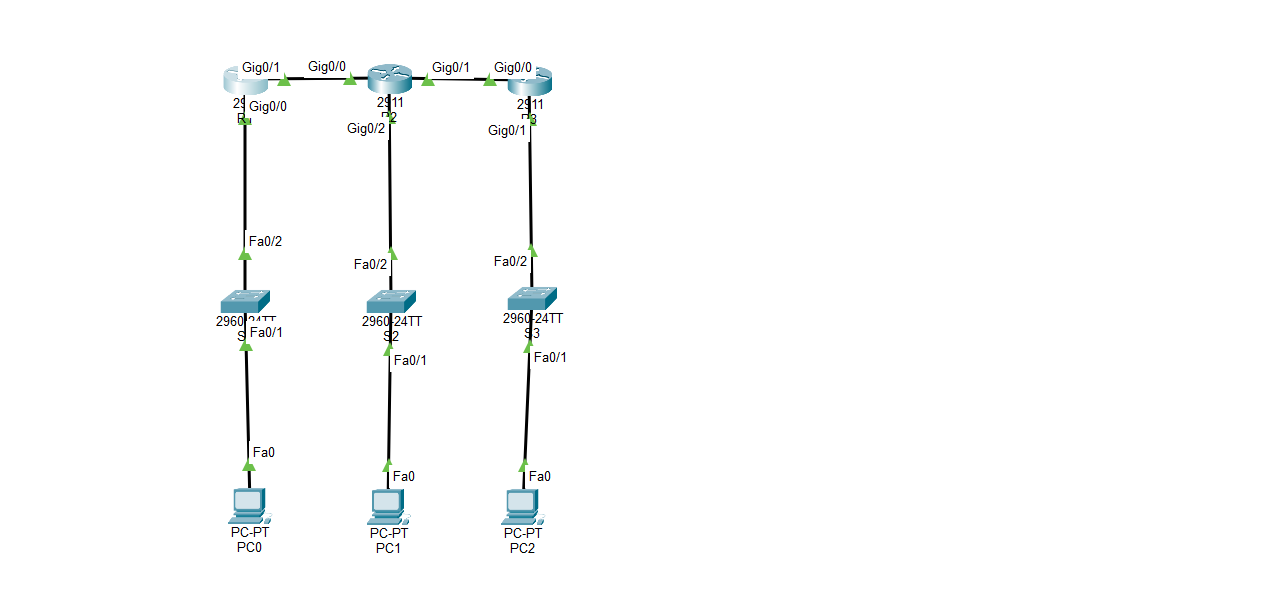 Gig0/1
Gig0/0
Gig0/1
Gig0/0
Gig0/0
2911
2911
Gig0/2
Gig0/1
Fa0/2
Fa0/2
Fa0/2
2960-24TT
2960-24TT
2960-24TT
S2
S3
Fa0/1
Fa0/1
Fa0/1
Fa0
Fa0
Fa0
PC-PT
PC0
PC-PT
PC1
PC-PT
PC2